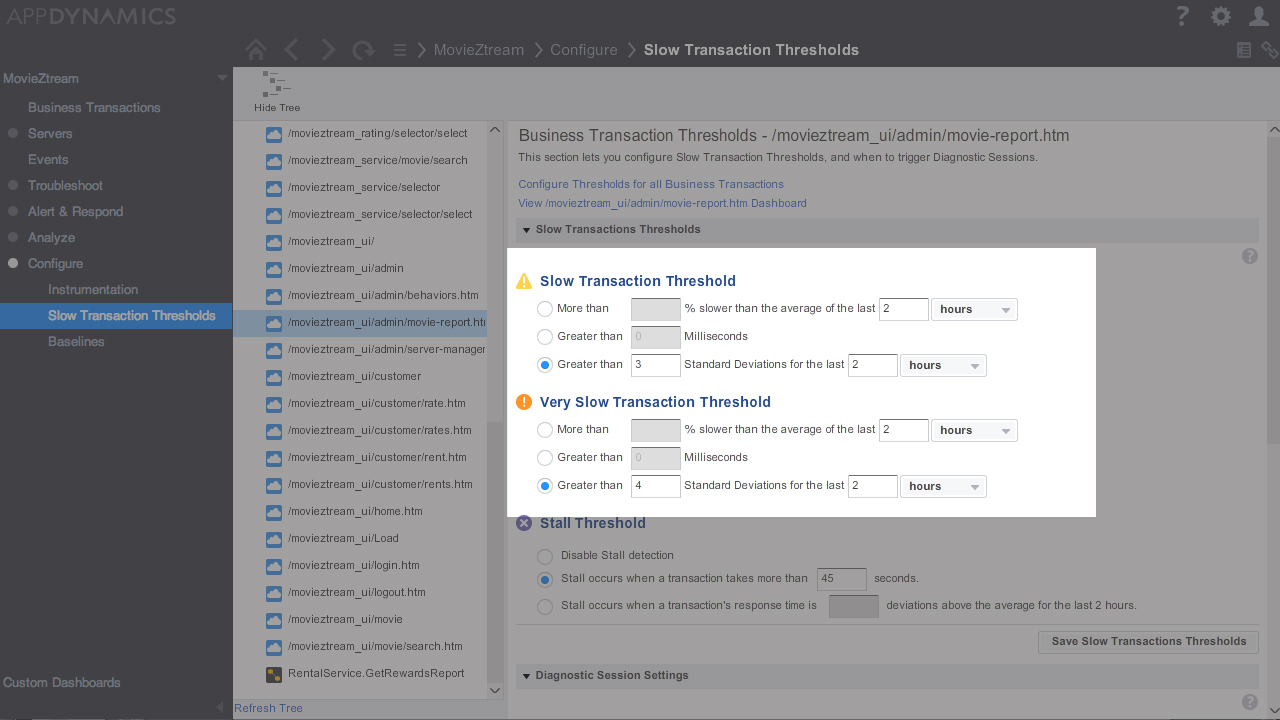 APPDYNAMICS
MovieZtream Configure Slow Transaction Thresholds
MovieZtream
Business Transactions
Servers
Events
Troubleshoot
Alert & Respond
Analyze
Configure
Instrumentation
Slow Transaction Thresholds
Baselines
Custom Dashboards
Hide Tree
/movieztream_rating/selector/select
/movieztream_service/movie/search
/movieztream_service/selector
/movieztream_service/selector/select
/movieztream_ui/
/movieztream_ui/admin
/movieztream_ui/admin/behaviors.htm
/movieztream_ui/admin/movie-report.htm
/movieztream_ui/admin/server-manager
/movieztream_ui/customer
/movieztream_ui/customer/rate.htm
/movieztream_ui/customer/rates.htm
/movieztream_ui/customer/rent.htm
/movieztream_ui/customer/rents.htm
/movieztream_ui/home.htm
/movieztream_ui/Load
/movieztream_ui/login.htm
/movieztream_ui/logout.htm
/movieztream_ui/movie
/movieztream_ui/movie/search.htm
RentalService.GetRewardsReport
Refresh Tree
Business Transaction Thresholds - /movieztream_ui/admin/movie-report.htm
This section lets you configure Slow Transaction Thresholds, and when to trigger Diagnostic Sessions.
Configure Thresholds for all Business Transactions
View /movieztream_ui/admin/movie-report.htm Dashboard
Slow Transactions Thresholds
Slow Transaction Threshold
More than % slower than the average of the last 2 hours
Greater than 0 Milliseconds
Greater than 3 Standard Deviations for the last 2 hours
Very Slow Transaction Threshold
More than % slower than the average of the last 2 hours
Greater than 0 Milliseconds
Greater than 4 Standard Deviations for the last 2 hours
Stall Threshold
Disable Stall detection
Stall occurs when a transaction takes more than 45 seconds.
Stall occurs when a transaction's response time is deviations above the average for the last 2 hours.
Save Slow Transactions Thresholds
Diagnostic Session Settings